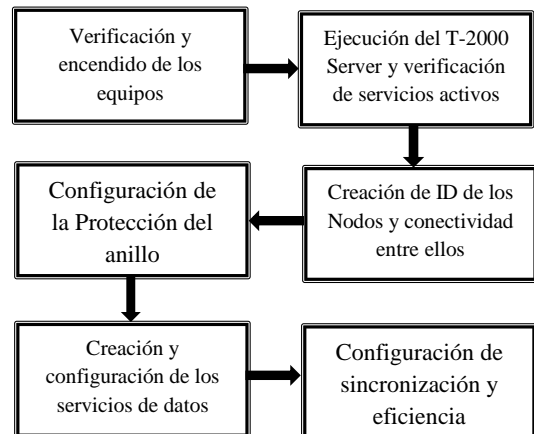 Verificación y
encendido de los
equipos
Ejecución del T-2000
Server y verificación
de servicios activos
Creación de ID de los
Nodos y conectividad
entre ellos
Configuración de
la Protección del
anillo
Creación y
configuración de los
servicios de datos
Configuración de
sincronización y
eficiencia